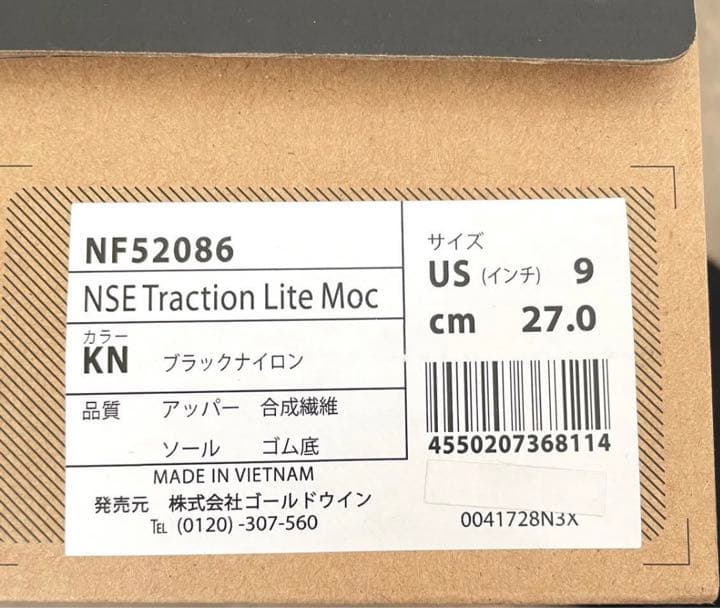 NF52086
NSE Traction Lite Moc
カラー
KN ブラックナイロン
品質 アッパー 合成繊維
ソール ゴム底
MADE IN VIETNAM
発売元 株式会社ゴールドウイン
TEL (0120) -307-560
サイズ
US (インチ) 9
cm 27.0
4550207368114
0041728N3X